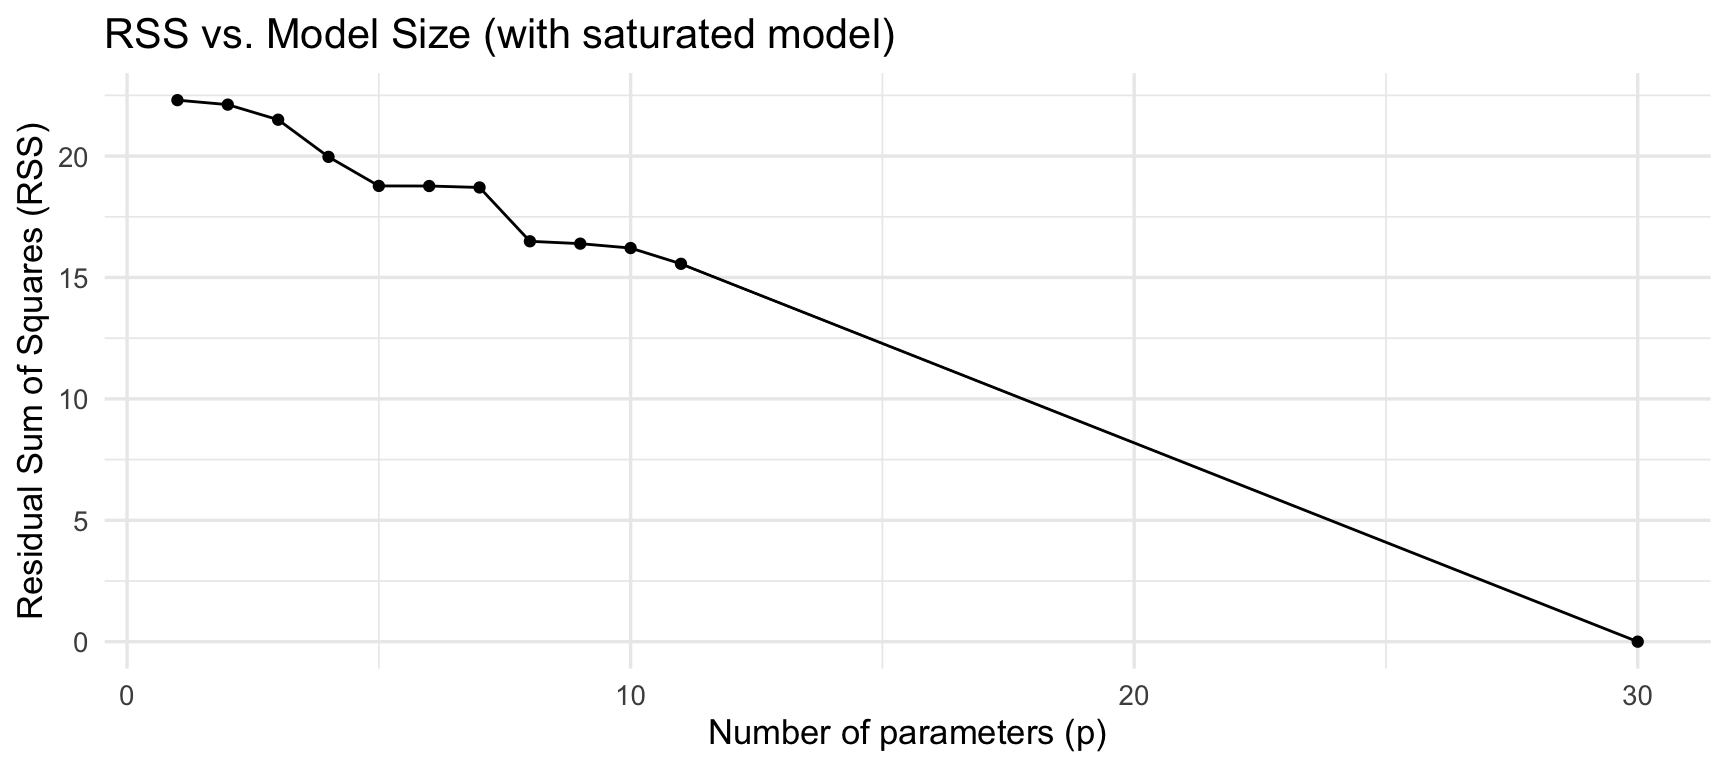 RSS vs. Model Size (with saturated model)
Residual Sum of Squares (RSS)
20
15
10
5
0
0 10 20 30
Number of parameters (p)